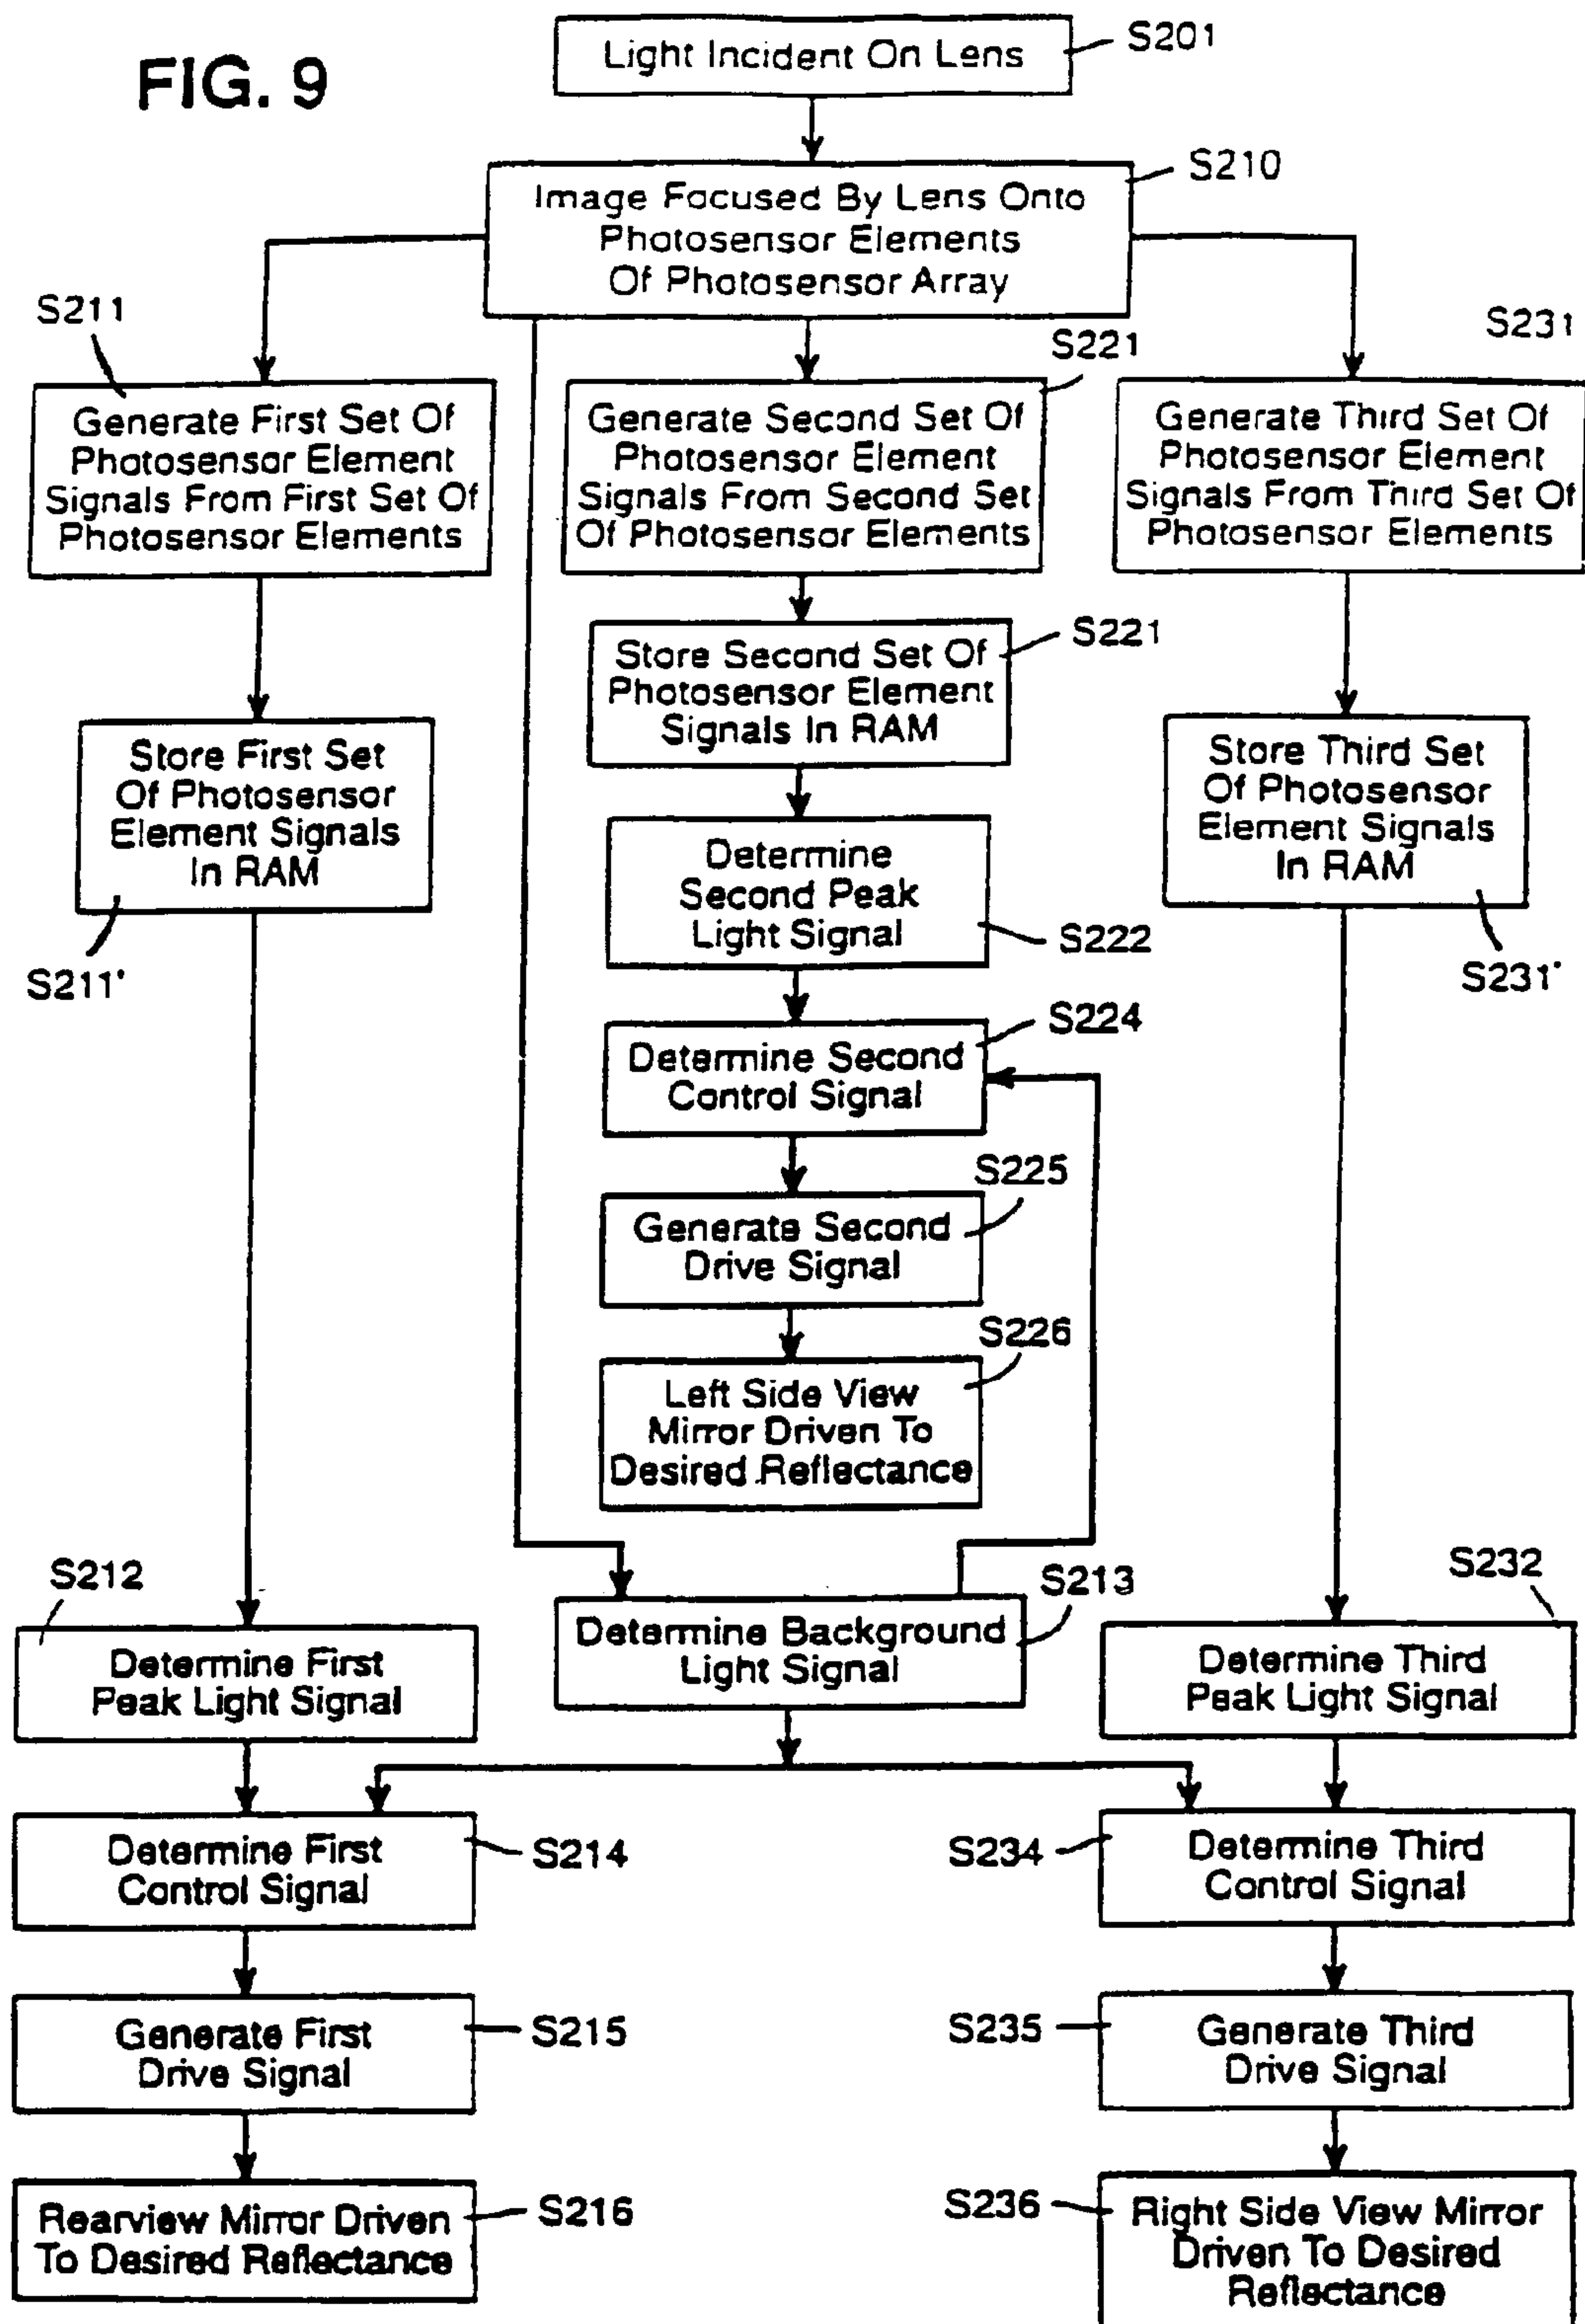 FIG. 9
Light Incident On Lens
S201
Image Focused By Lens Onto
Photosensor Elements
Of Photosensor Array
S210
S211
Generate First Set Of
Photosensor Element
Signals From First Set Of
Photosensor Elements
S221
Generate Second Set Of
Photosensor Element
Signals From Second Set
Of Photosensor Elements
S231
Generate Third Set Of
Photosensor Element
Signals From Third Set Of
Photosensor Elements
Store First Set
Of Photosensor
Element Signals
In RAM
S211'
Store Second Set Of
Photosensor Element
Signals In RAM
S221
Store Third Set
Of Photosensor
Element Signals
In RAM
S231'
Determine
Second Peak
Light Signal
S222
Determine Second
Control Signal
S224
Generate Second
Drive Signal
S225
Left Side View
Mirror Driven To
Desired Reflectance
S226
S212
Determine First
Peak Light Signal
Determine Background
Light Signal
S213
S232
Determine Third
Peak Light Signal
Determine First
Control Signal
S214
S234
Determine Third
Control Signal
Generate First
Drive Signal
S215
S235
Generate Third
Drive Signal
Rearview Mirror Driven
To Desired Reflectance
S216
S236
Right Side View Mirror
Driven To Desired
Reflectance